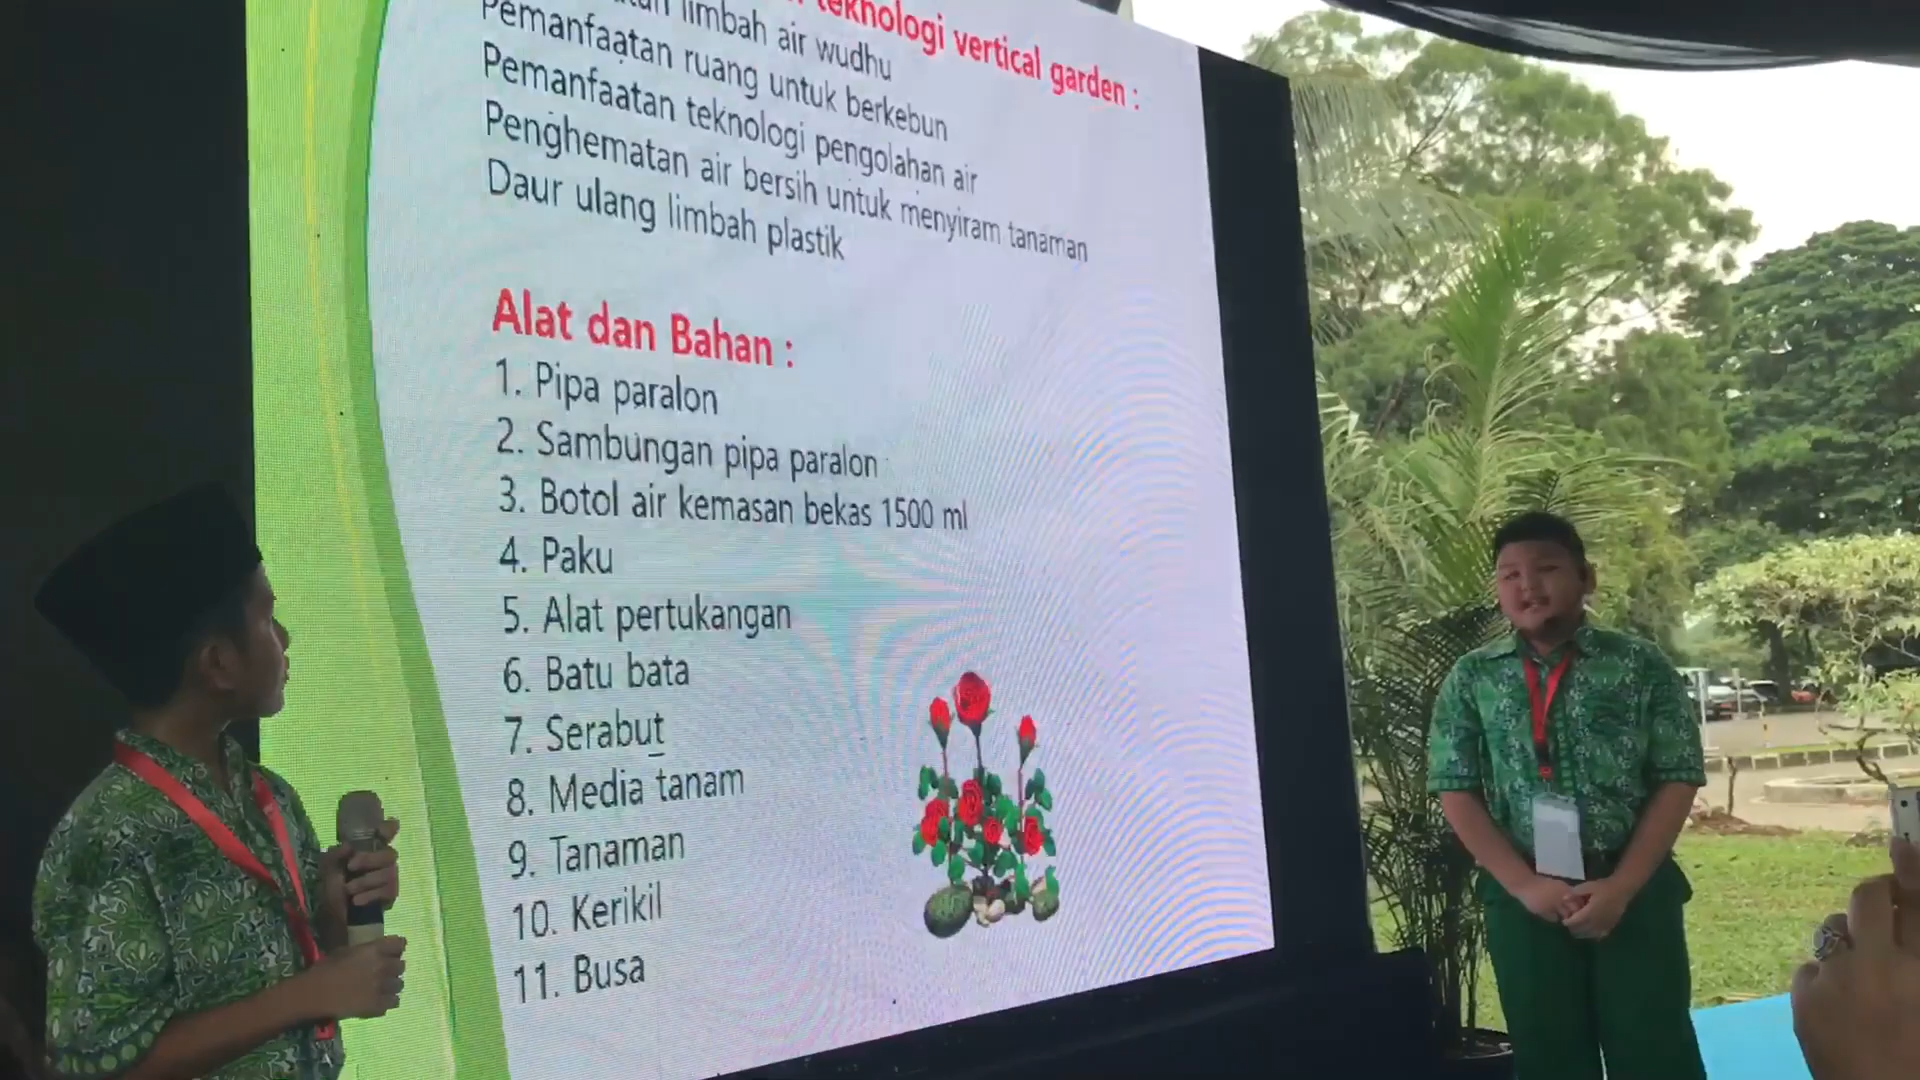 teknologi vertical garden :
limbah air wudhu
Pemanfaatan ruang untuk berkebun
Pemanfaatan teknologi pengolahan air
Penghematan air bersih untuk menyiram tanaman
Daur ulang limbah plastik
Alat dan Bahan :
1. Pipa paralon
2. Sambungan pipa paralon
3. Botol air kemasan bekas 1500 ml
4. Paku
5. Alat pertukangan
6. Batu bata
7. Serabut
8. Media tanam
9. Tanaman
10. Kerikil
11. Busa